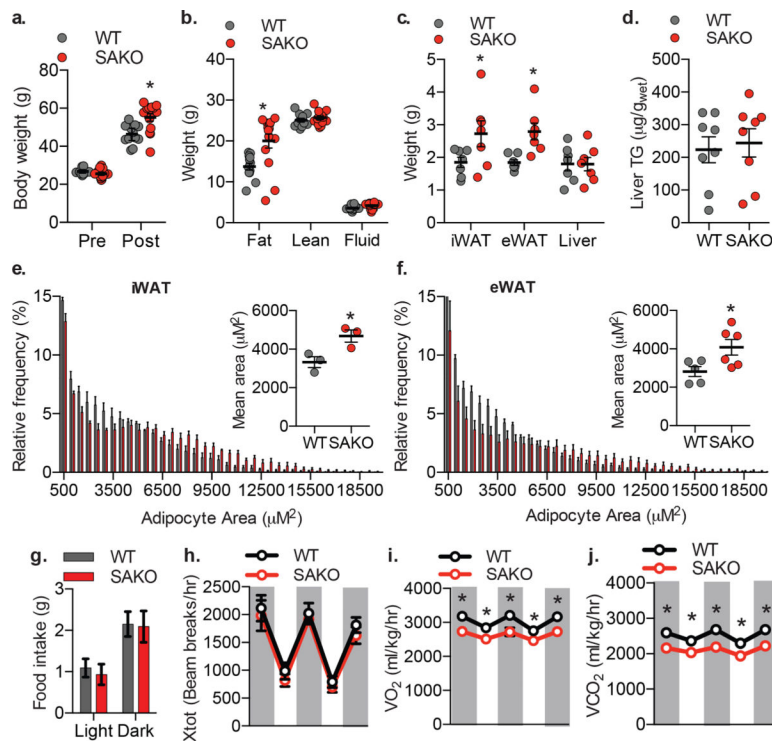 a.
WT
SAKO
Body weight (g)
80
60
40
20
0
*
Pre Post
b.
WT
SAKO
Weight (g)
40
30
20
10
0
*
Fat Lean Fluid
c.
WT
SAKO
Weight (g)
6
5
4
3
2
1
0
* *
iWAT eWAT Liver
d.
WT
SAKO
Liver TG (µg/gwet)
500
400
300
200
100
0
WT SAKO
e.
iWAT
Relative frequency (%)
15
10
5
0
500 3500 6500 9500 12500 15500 18500
Adipocyte Area (µM²)
Mean area (µM²)
6000
4000
2000
0
*
WT SAKO
f.
eWAT
Relative frequency (%)
15
10
5
0
500 3500 6500 9500 12500 15500 18500
Adipocyte Area (µM²)
Mean area (µM²)
6000
4000
2000
0
*
WT SAKO
g.
WT
SAKO
Food intake (g)
3
2
1
0
Light Dark
h.
WT
SAKO
Xtot (Beam breaks/hr)
2500
2000
1500
1000
500
0
i.
WT
SAKO
VO2 (ml/kg/hr)
4000
3000
2000
1000
0
* * * * *
j.
WT
SAKO
VCO2 (ml/kg/hr)
4000
3000
2000
1000
0
* * * * *